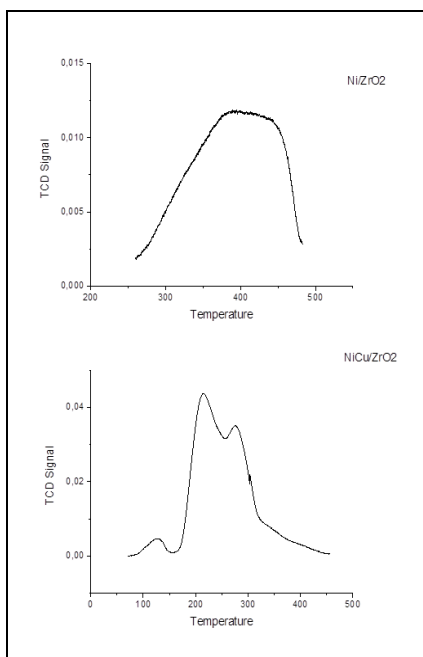 Ni/ZrO2
0,015
0,010
0,005
0,000
TCD Signal
200 300 400 500
Temperature
NiCu/ZrO2
0,04
0,02
0,00
TCD Signal
0 100 200 300 400 500
Temperature